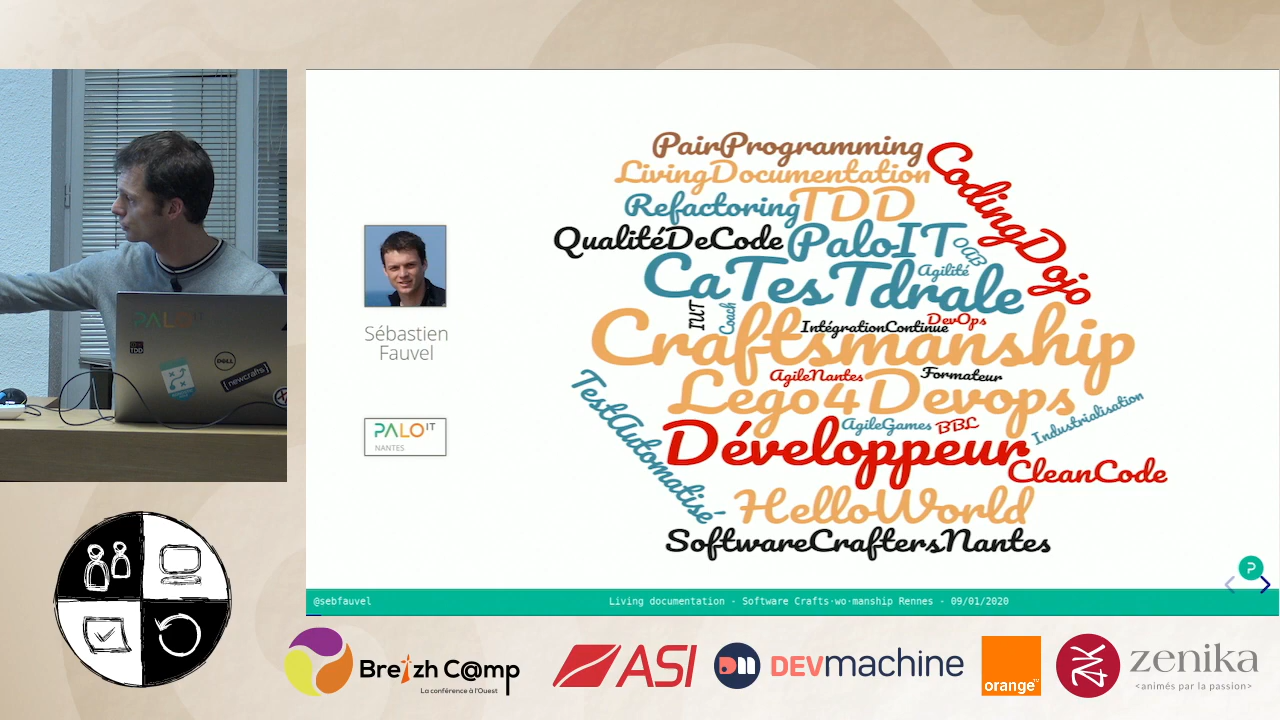 PALO IT
TDD
DELL
newcrafts
Sébastien
Fauvel
PALO IT
NANTES
PairProgramming
LivingDocumentation
CodingDojo
Refactoring
TDD
QualitéDeCode
PaloIT
OAB
Agilité
CaTesTdrale
IUT
Coach
IntégrationContinue
DevOps
Craftsmanship
AgileNantes
Formateur
Lego4Devops
TestAutomatisé
AgileGames
BBL
Industrialisation
Développeur
CleanCode
HelloWorld
SoftwareCraftersNantes
@sebfauvel
Living documentation - Software Crafts·wo·manship Rennes - 09/01/2020
Breizh C@mp
La conférence à l'Ouest
ASI
DEVmachine
orange™
zenika
<animés par la passion>